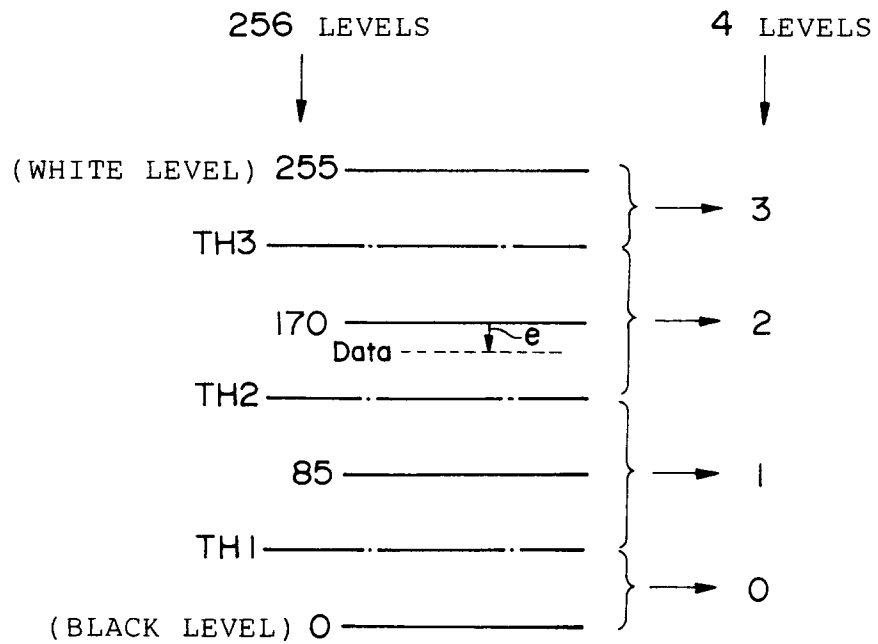 256 LEVELS 4 LEVELS
(WHITE LEVEL) 255
3
TH3
170 e 2
Data
TH2
85 1
TH1
0
(BLACK LEVEL) 0